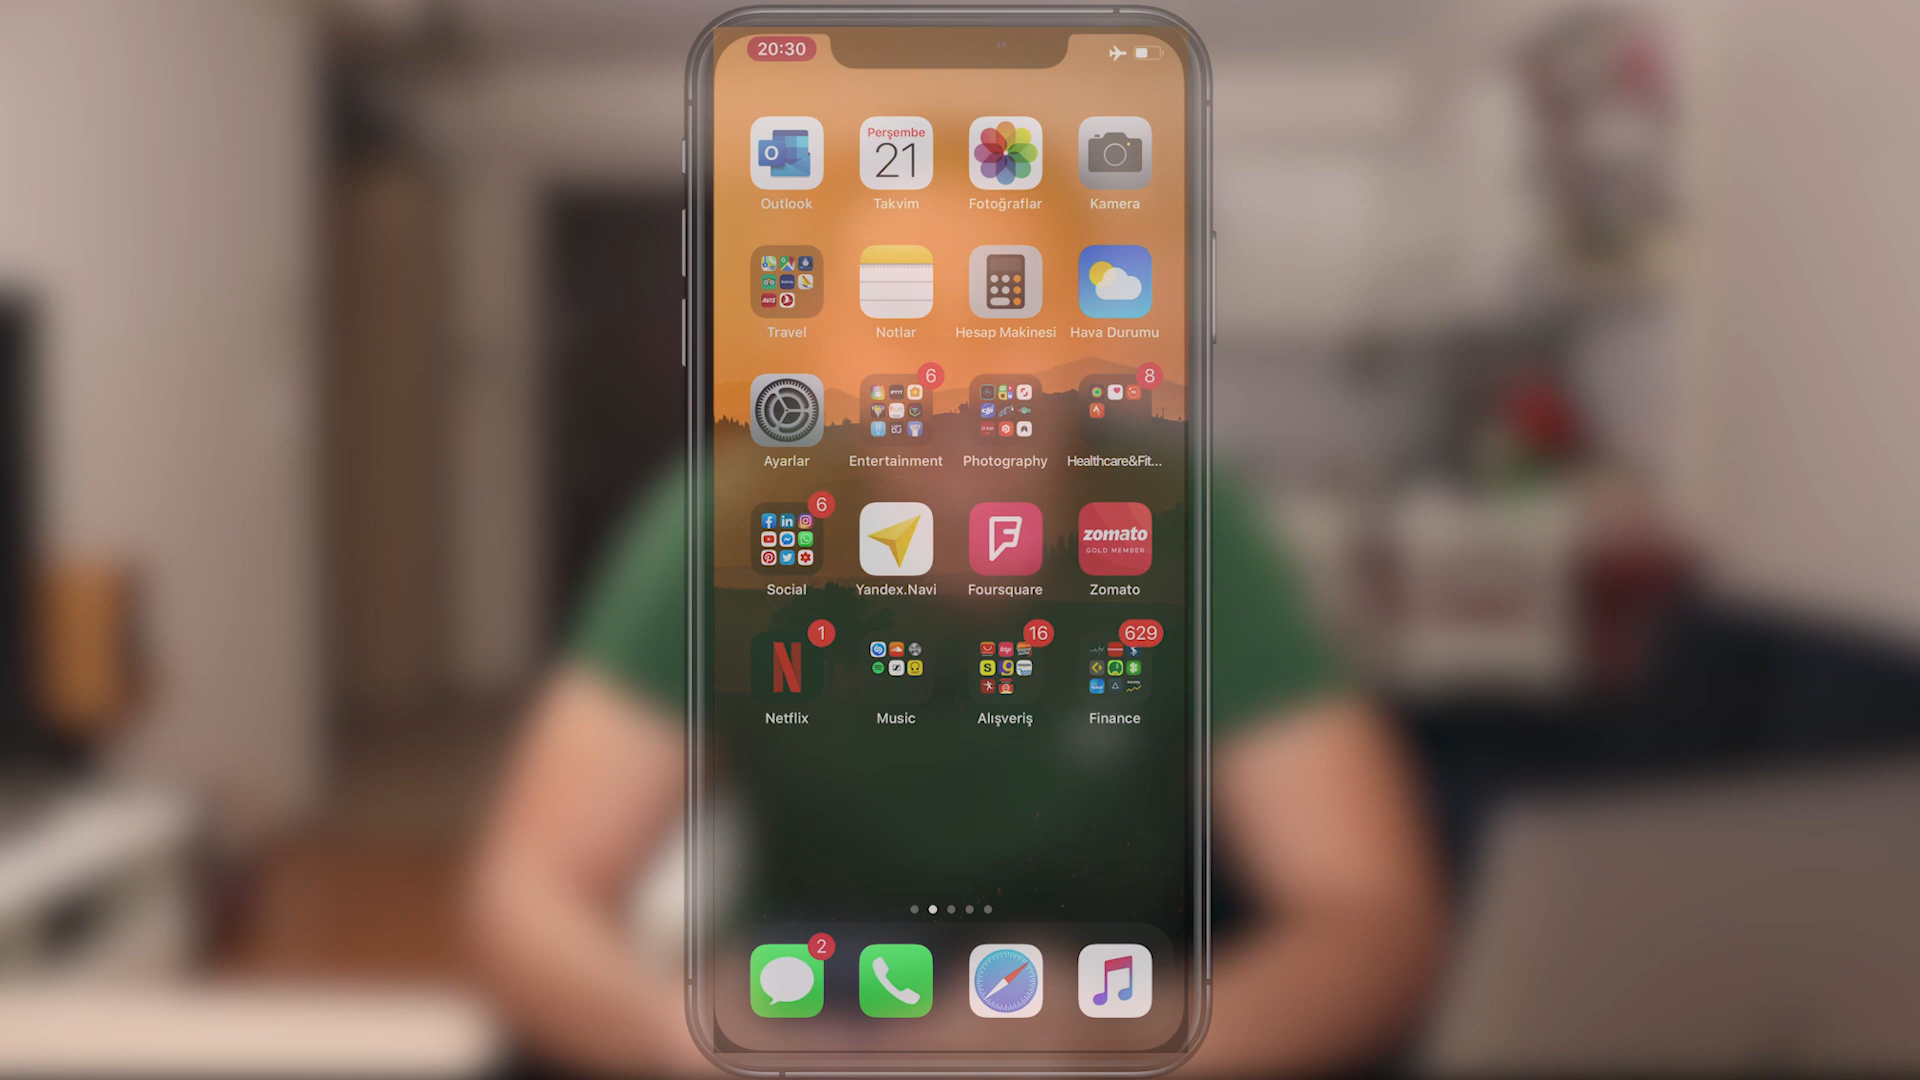 20:30
Perşembe
21
Outlook
Takvim
Fotoğraflar
Kamera
Travel
Notlar
Hesap Makinesi
Hava Durumu
6
8
Ayarlar
Entertainment
Photography
Healthcare&Fit...
6
zomato
GOLD MEMBER
Social
Yandex.Navi
Foursquare
Zomato
1
16
629
Netflix
Music
Alışveriş
Finance
2